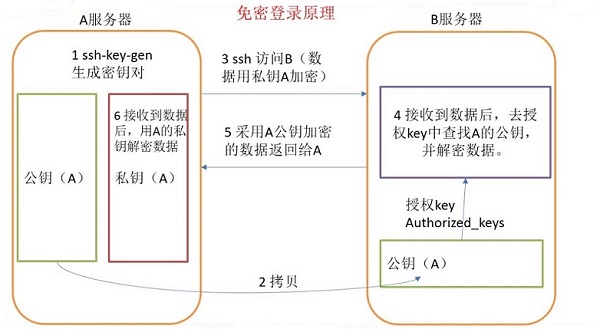 免密登录原理
A服务器
B服务器
1 ssh-key-gen
生成密钥对
公钥（A）
6 接收到数据
后，用A的私
钥解密数据
私钥（A）
3 ssh 访问B（数
据用私钥A加密）
5 采用A公钥加密
的数据返回给A
4 接收到数据后，去授
权key中查找A的公钥，
并解密数据。
授权key
Authorized_keys
公钥（A）
2 拷贝